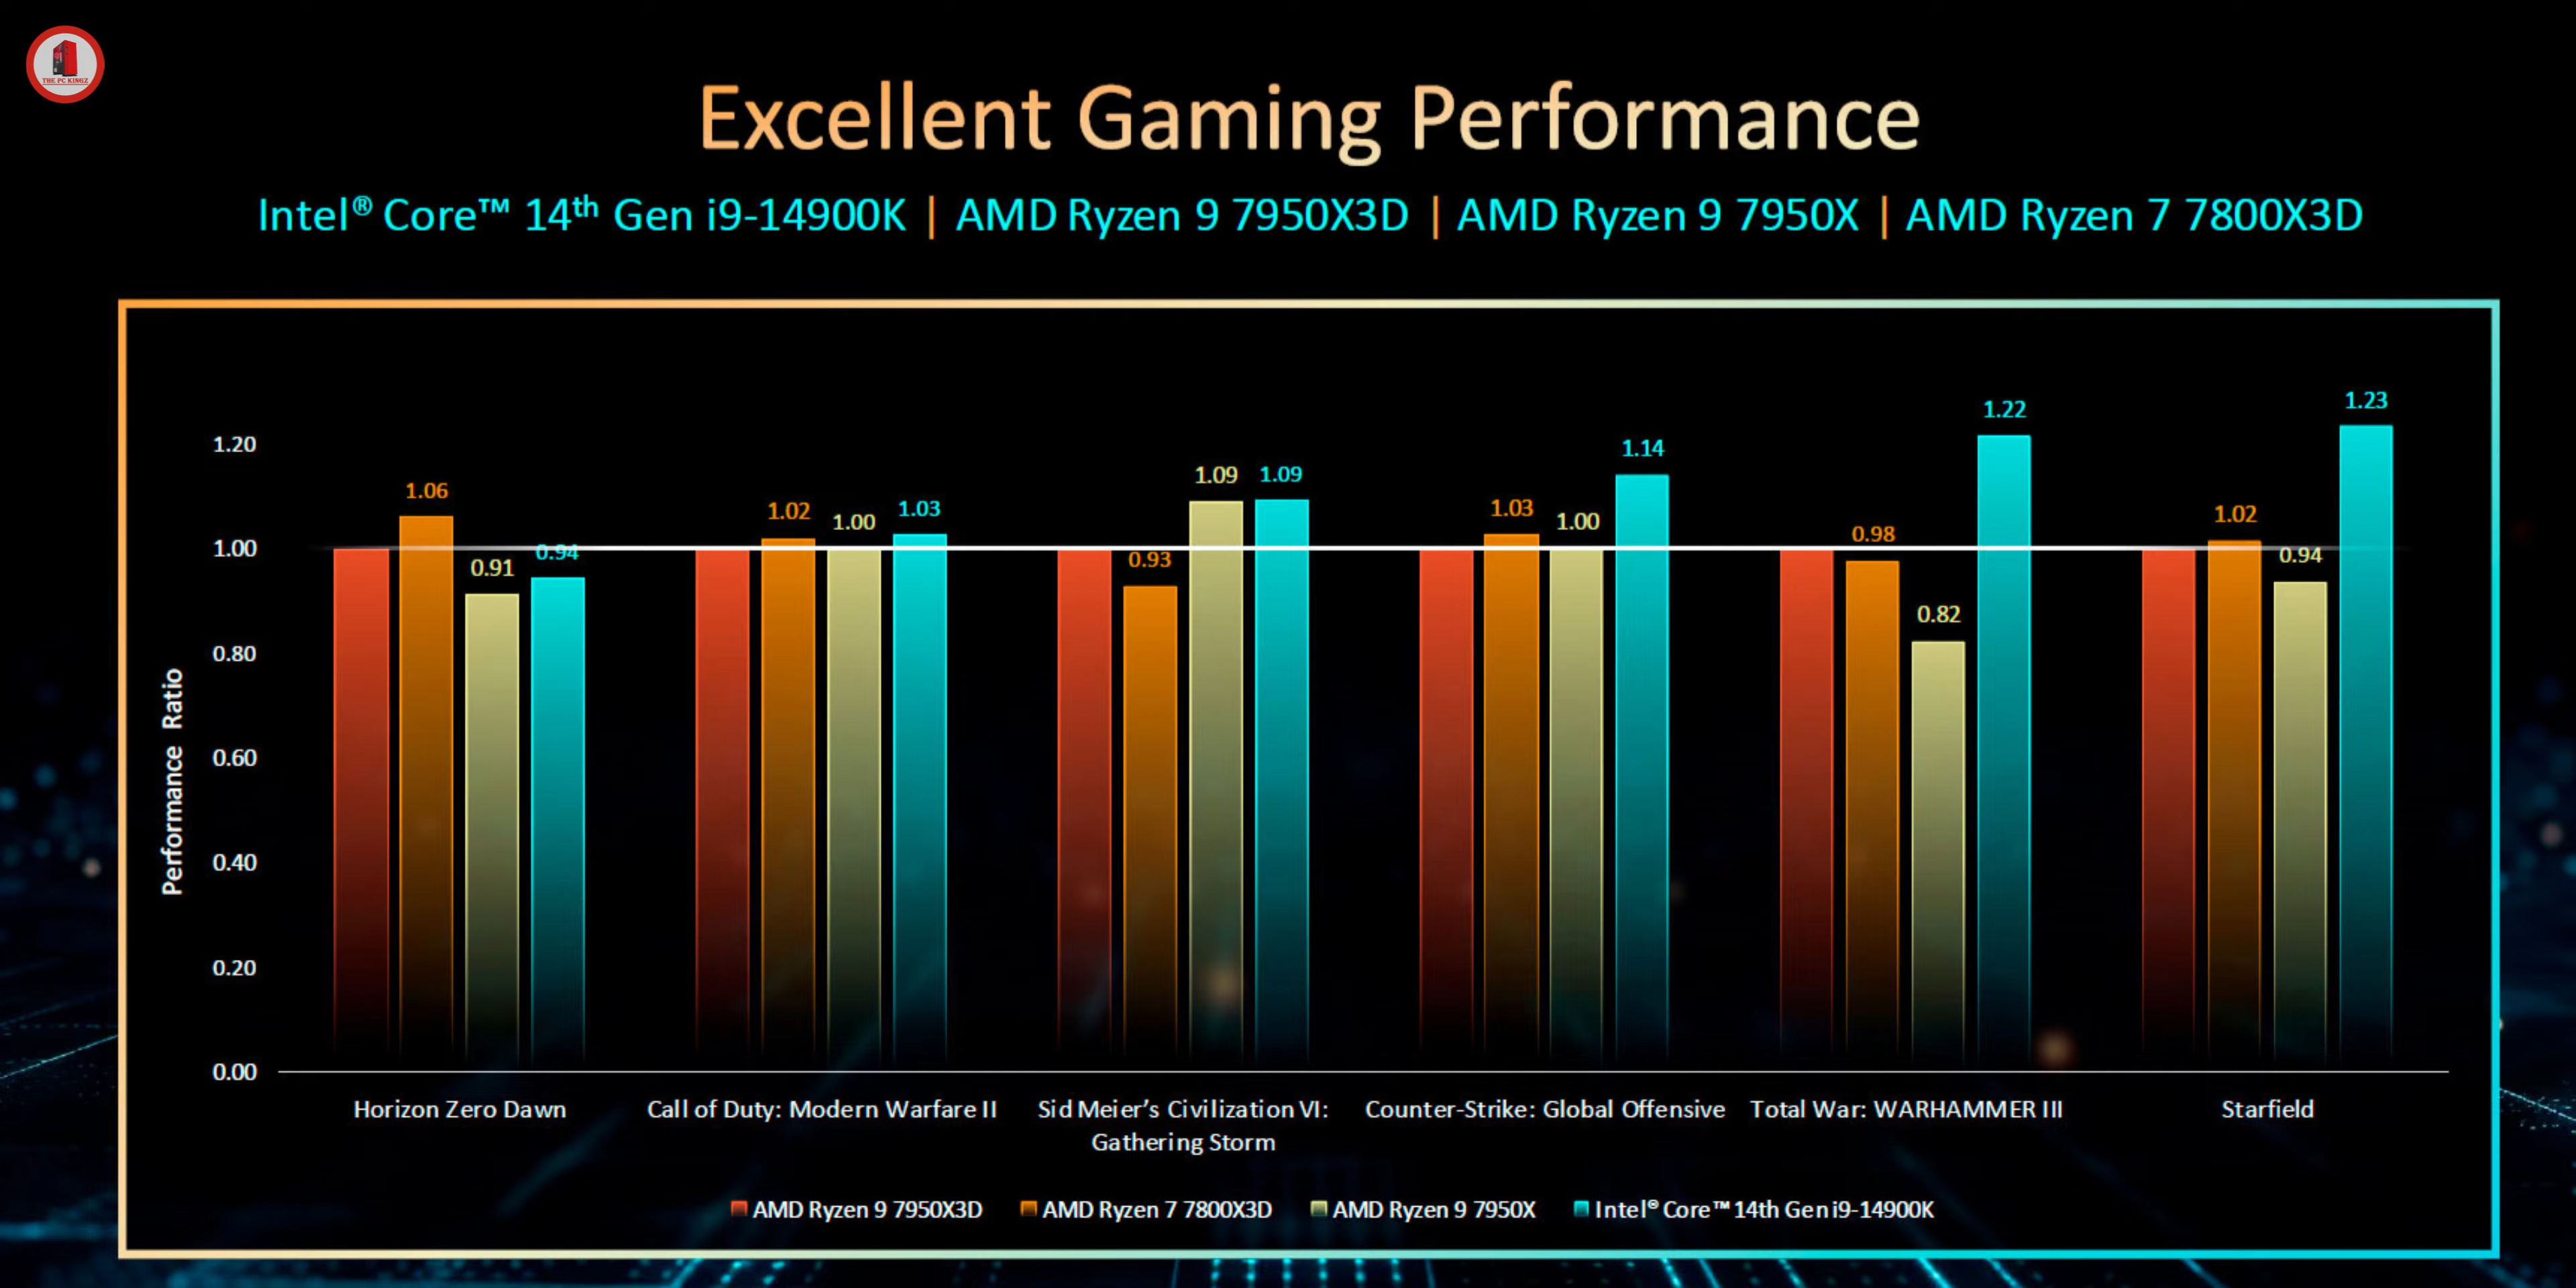 THE PC KINGZ
Excellent Gaming Performance
Intel® Core™ 14th Gen i9-14900K | AMD Ryzen 9 7950X3D | AMD Ryzen 9 7950X | AMD Ryzen 7 7800X3D
Performance Ratio
1.20
1.00
0.80
0.60
0.40
0.20
0.00
1.06
0.91
0.94
1.02
1.00
1.03
0.93
1.09
1.09
1.03
1.00
1.14
0.98
0.82
1.22
1.02
0.94
1.23
Horizon Zero Dawn
Call of Duty: Modern Warfare II
Sid Meier’s Civilization VI:
Gathering Storm
Counter-Strike: Global Offensive
Total War: WARHAMMER III
Starfield
AMD Ryzen 9 7950X3D
AMD Ryzen 7 7800X3D
AMD Ryzen 9 7950X
Intel® Core™ 14th Gen i9-14900K